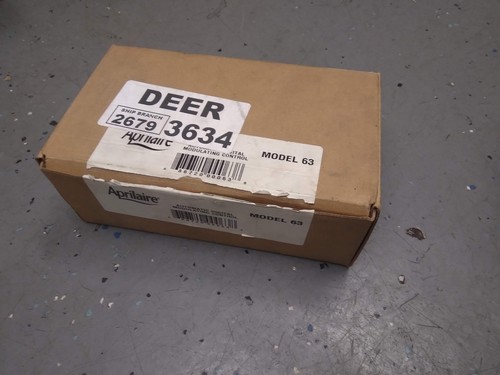 DEER
SHIP BRANCH
2679
3634
Aprilaire
MODULATING CONTROL
MODEL 63
Aprilaire
MODEL 63